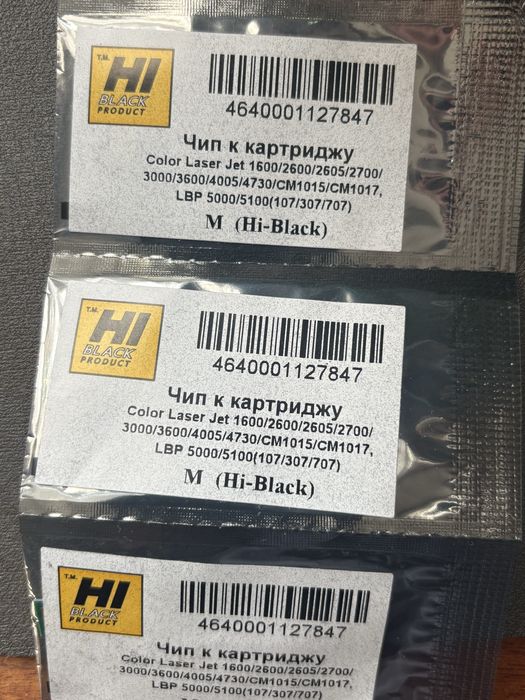 T.M.
HI
BLACK
PRODUCT
4640001127847
Чип к картриджу
Color Laser Jet 1600/2600/2605/2700/
3000/3600/4005/4730/CM1015/CM1017,
LBP 5000/5100(107/307/707)
M (Hi-Black)
T.M.
HI
BLACK
PRODUCT
4640001127847
Чип к картриджу
Color Laser Jet 1600/2600/2605/2700/
3000/3600/4005/4730/CM1015/CM1017,
LBP 5000/5100(107/307/707)
M (Hi-Black)
T.M.
HI
BLACK
PRODUCT
4640001127847
Чип к картриджу
Color Laser Jet 1600/2600/2605/2700/
3000/3600/4005/4730/CM1015/CM1017,
LBP 5000/5100(107/307/707)